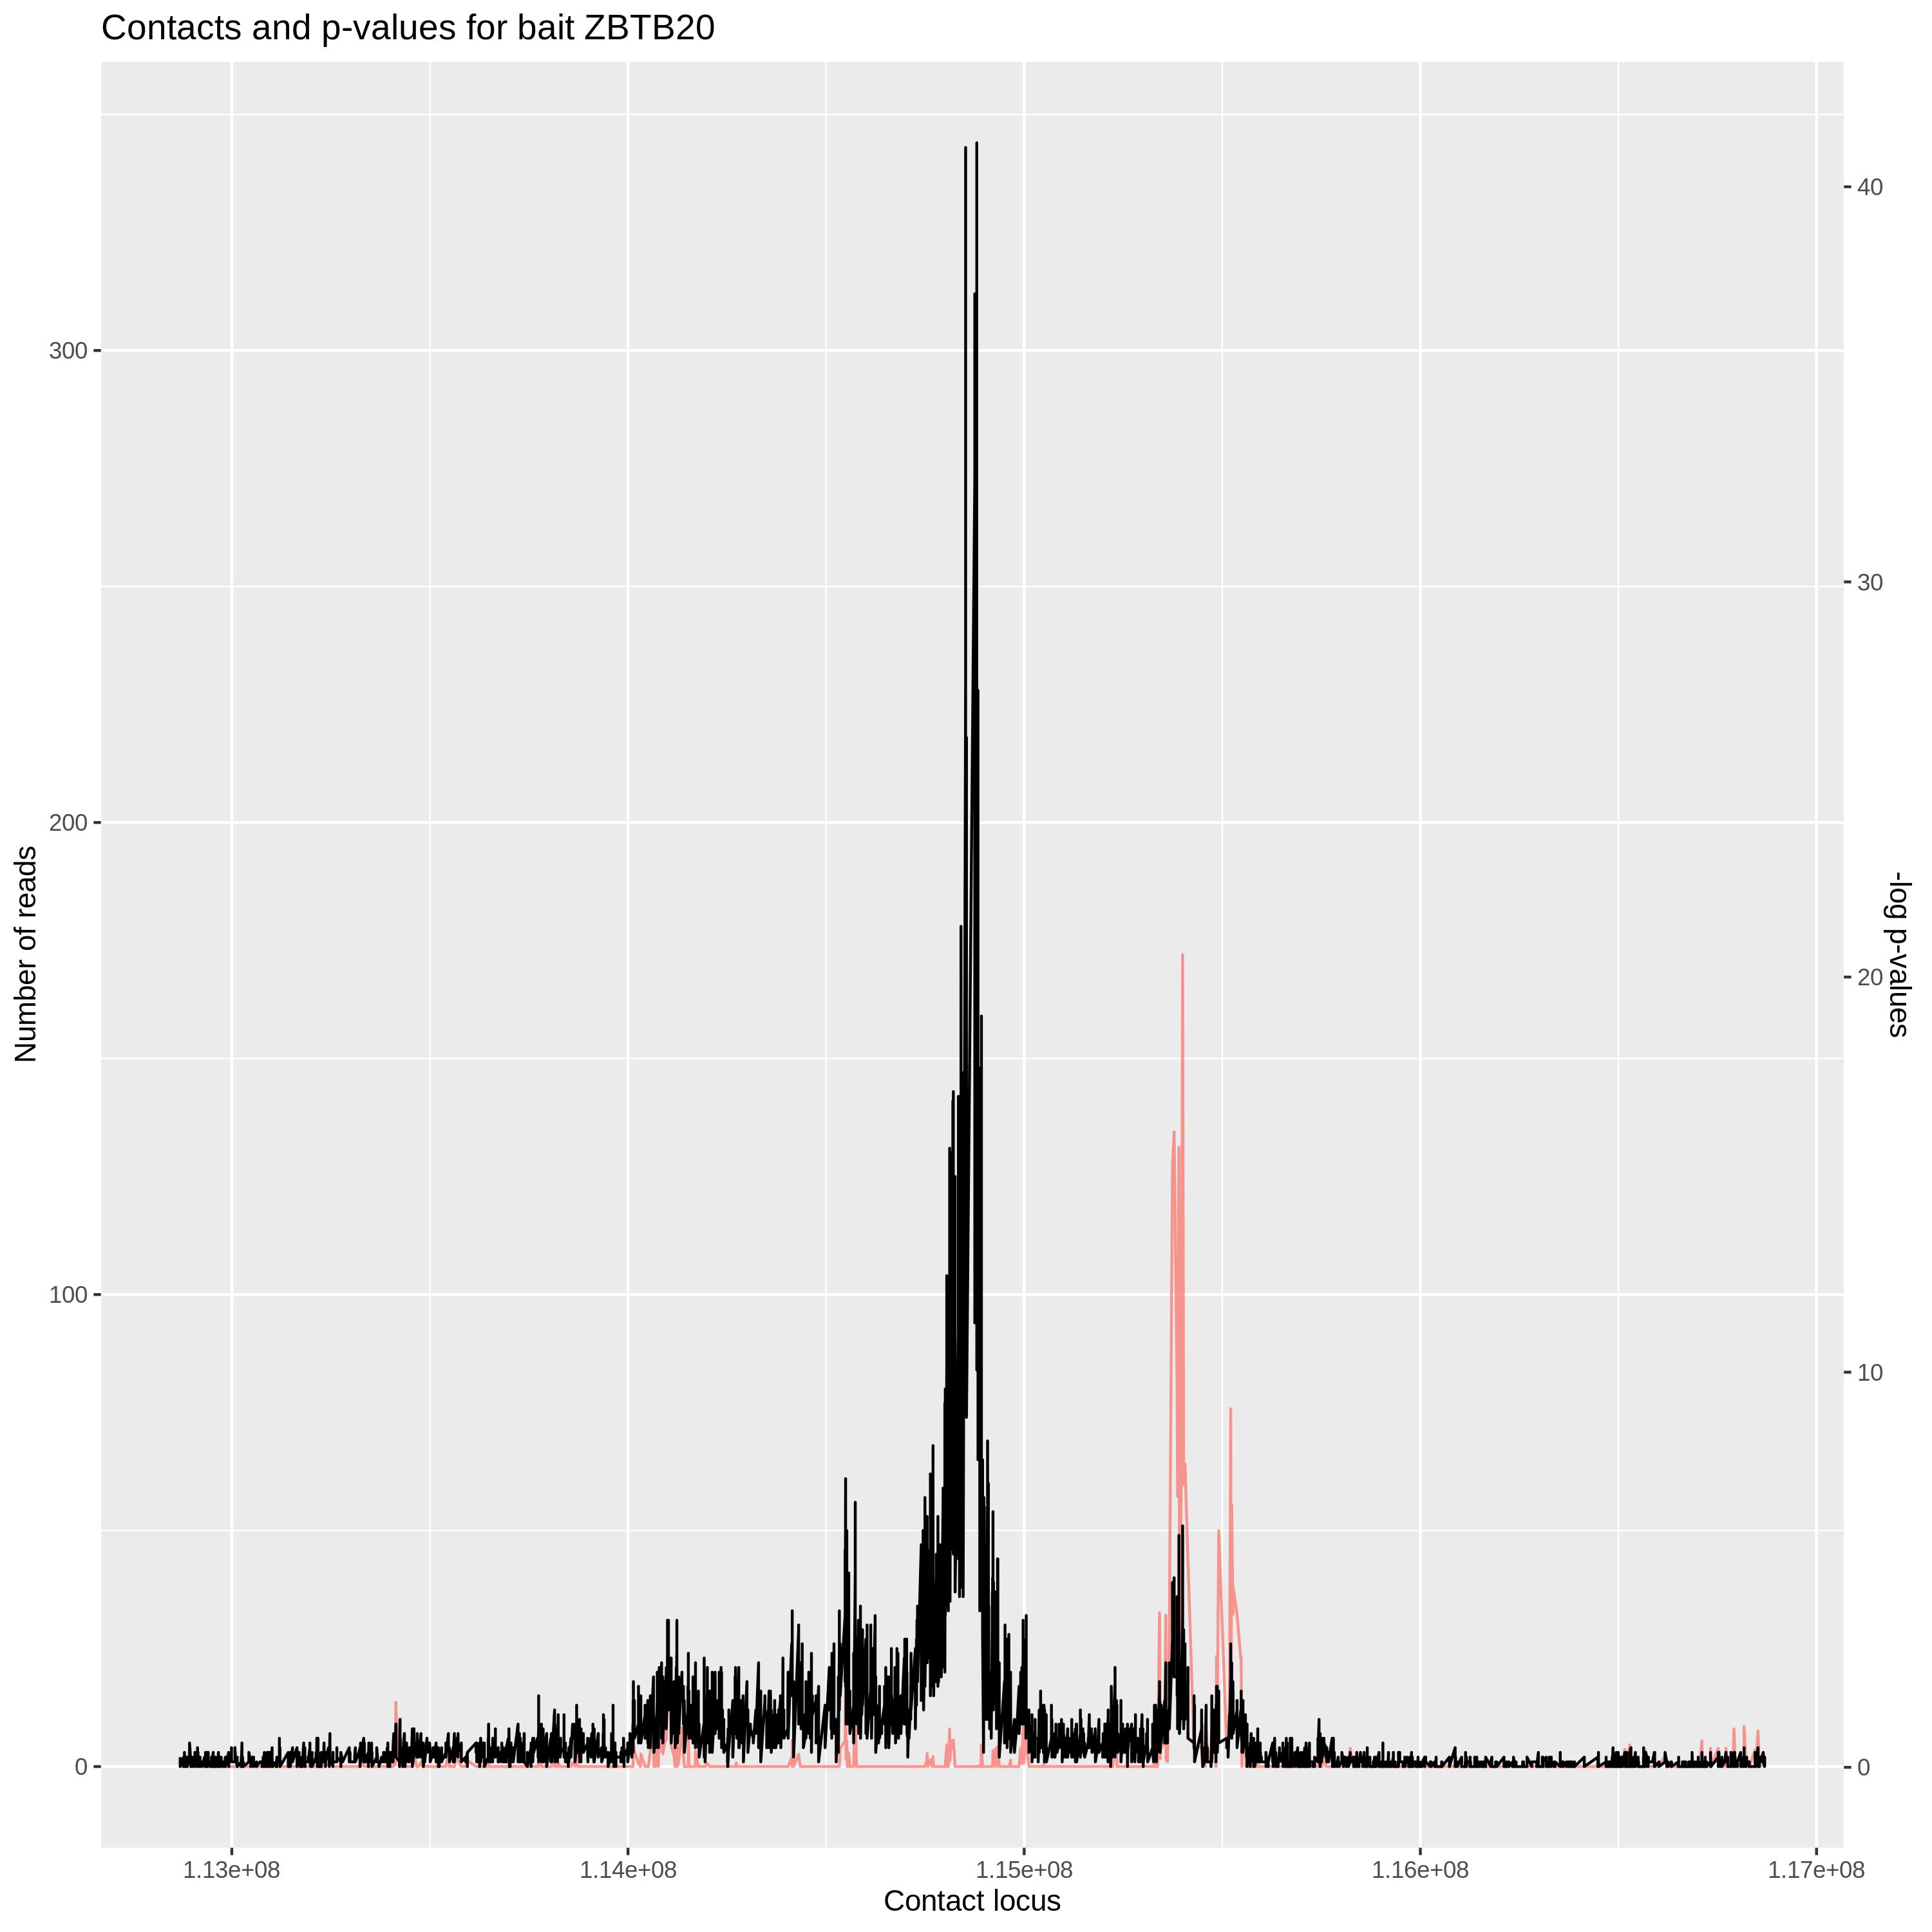 Contacts and p-values for bait ZBTB20
Number of reads
300
200
100
0
40
30
20
10
0
-log p-values
1.13e+08
1.14e+08
1.15e+08
1.16e+08
1.17e+08
Contact locus